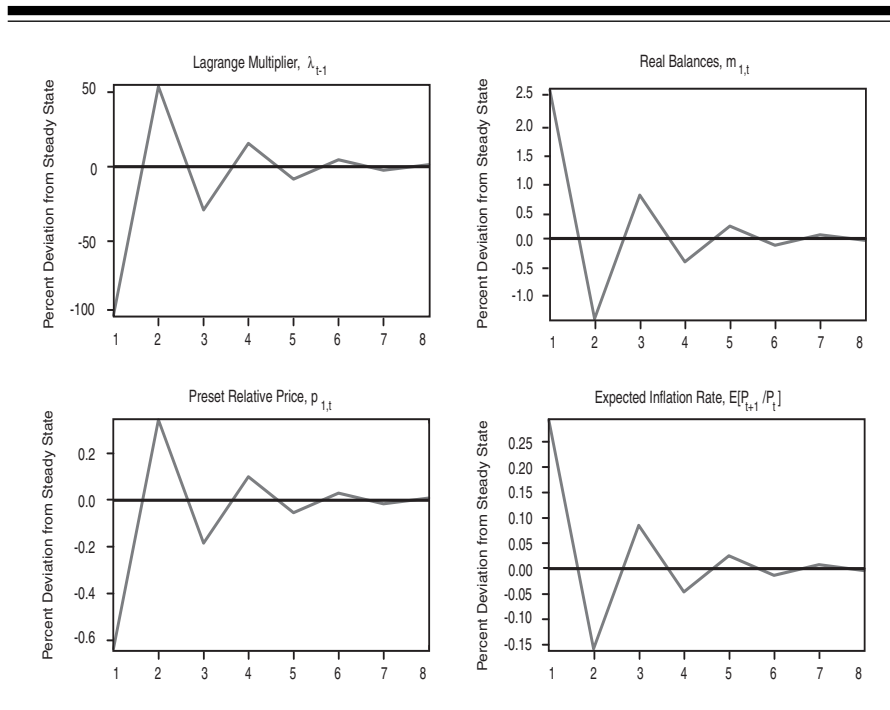 Lagrange Multiplier, λ t-1
Percent Deviation from Steady State
50
0
-50
-100
1 2 3 4 5 6 7 8
Real Balances, m 1,t
Percent Deviation from Steady State
2.5
2.0
1.5
1.0
0.5
0.0
-0.5
-1.0
1 2 3 4 5 6 7 8
Preset Relative Price, p 1,t
Percent Deviation from Steady State
0.2
0.0
-0.2
-0.4
-0.6
1 2 3 4 5 6 7 8
Expected Inflation Rate, E[P t+1 /P t ]
Percent Deviation from Steady State
0.25
0.20
0.15
0.10
0.05
0.00
-0.05
-0.10
-0.15
1 2 3 4 5 6 7 8